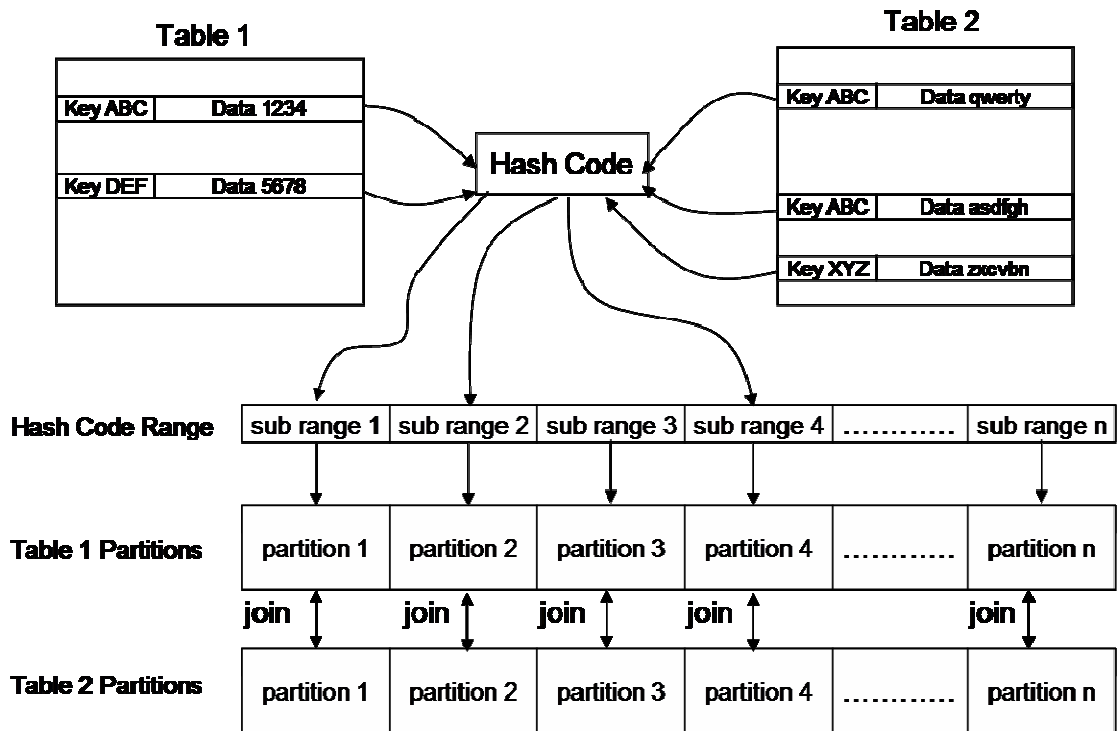 Table 1
Table 2
Key ABC Data 1234
Key DEF Data 5678
Key ABC Data qwerty
Key ABC Data asdfgh
Key XYZ Data zxcvbn
Hash Code
Hash Code Range sub range 1 sub range 2 sub range 3 sub range 4 ............ sub range n
Table 1 Partitions partition 1 partition 2 partition 3 partition 4 ............ partition n
join join join join join
Table 2 Partitions partition 1 partition 2 partition 3 partition 4 ............ partition n